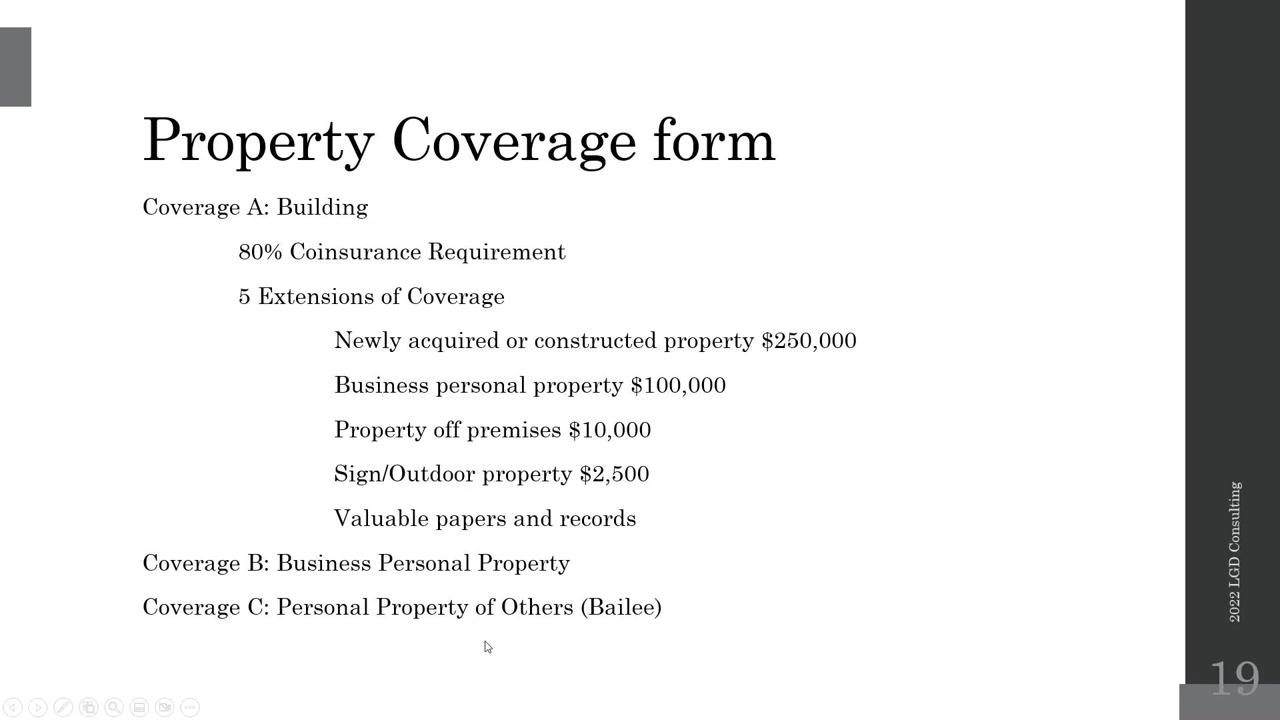 Property Coverage form
Coverage A: Building
80% Coinsurance Requirement
5 Extensions of Coverage
Newly acquired or constructed property $250,000
Business personal property $100,000
Property off premises $10,000
Sign/Outdoor property $2,500
Valuable papers and records
Coverage B: Business Personal Property
Coverage C: Personal Property of Others (Bailee)
2022 LGD Consulting
19